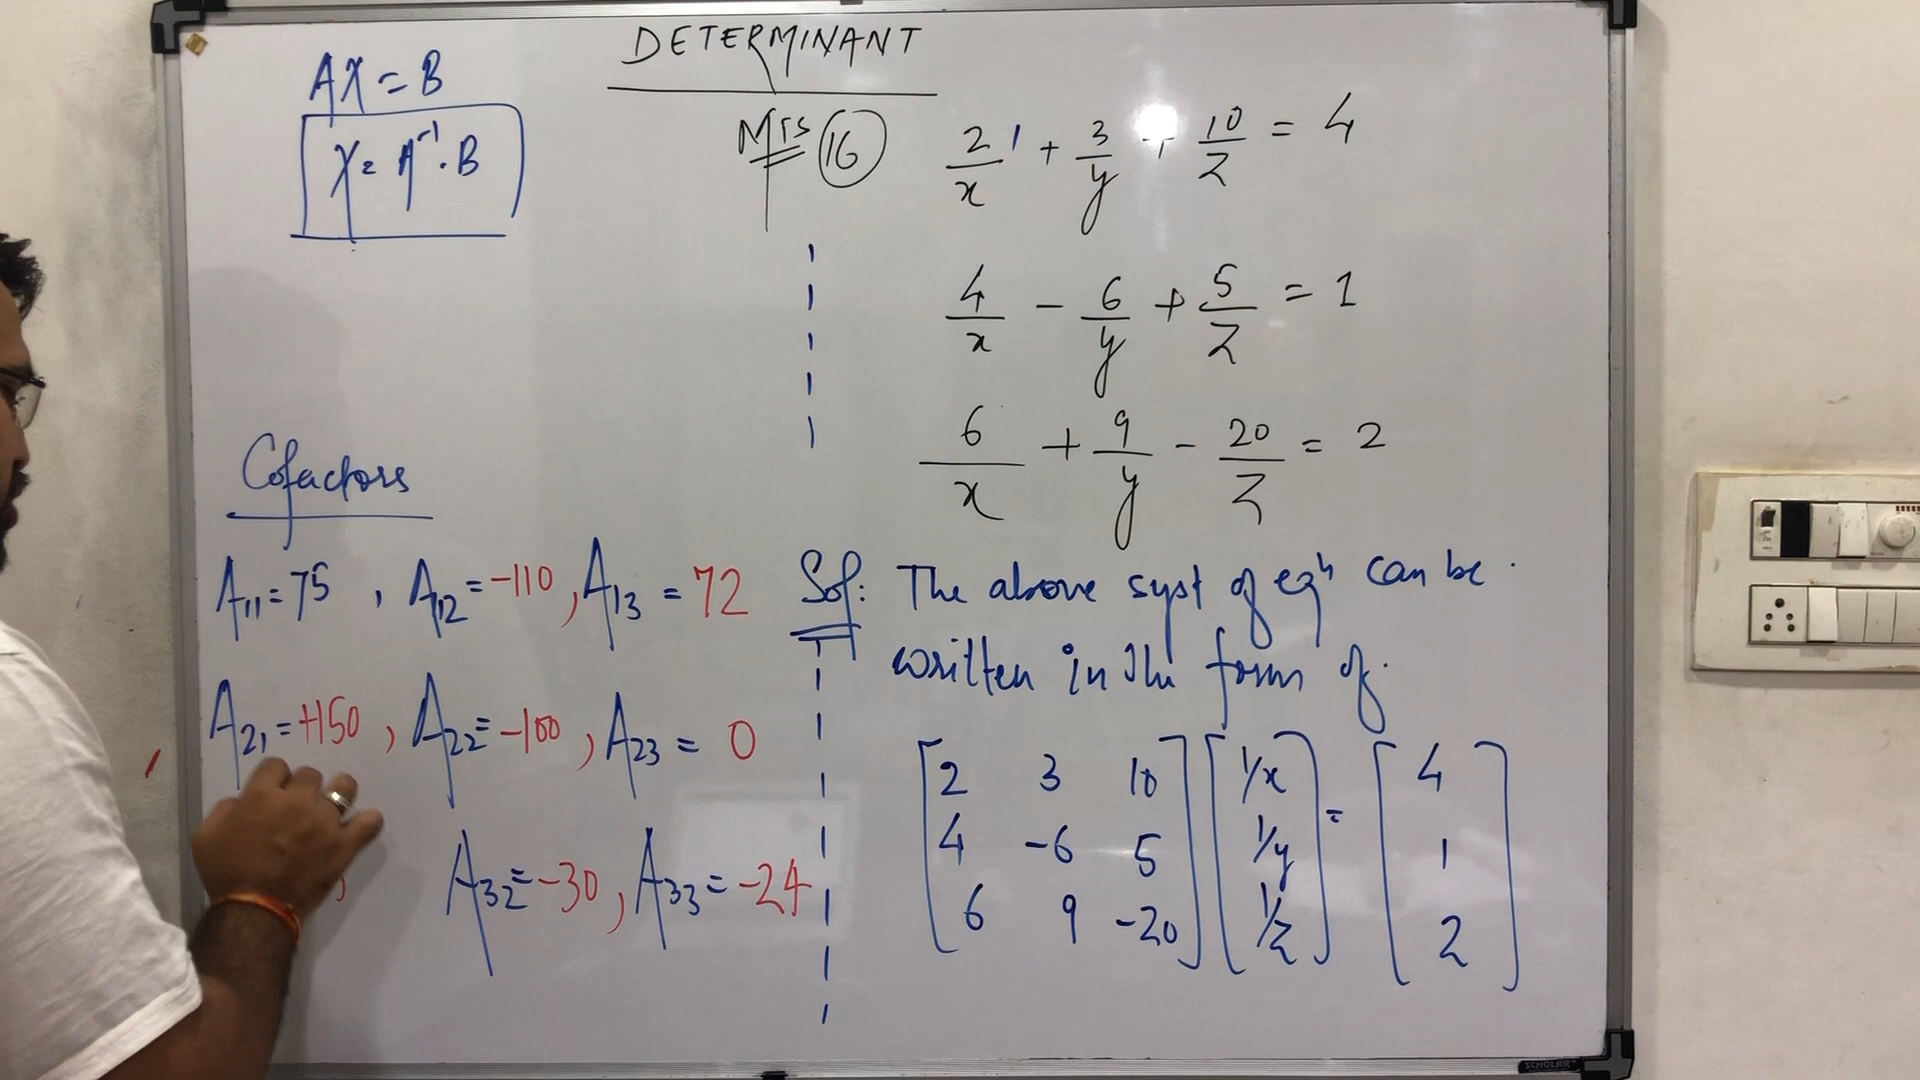 DETERMINANT
AX = B
X = A⁻¹ · B
MIS 16
2/x + 3/y + 10/z = 4
4/x - 6/y + 5/z = 1
6/x + 9/y - 20/z = 2
Cofactors
A11 = 75 , A12 = -110 , A13 = 72
A21 = +150 , A22 = -100 , A23 = 0
A32 = -30 , A33 = -24
Sol: The above syst of eqn can be
written in the form of
[2 3 10] [1/x] = [4]
[4 -6 5] [1/y] [1]
[6 9 -20] [1/z] [2]
SCHOLAR